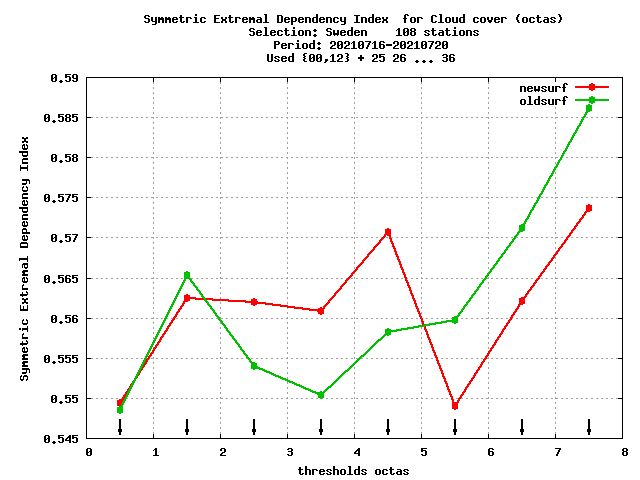 Symmetric Extremal Dependency Index  for Cloud cover (octas)
Selection: Sweden    108 stations
Period: 20210716-20210720
Used {00,12} + 25 26 ... 36
newsurf
oldsurf
Symmetric Extremal Dependency Index
0.59
0.585
0.58
0.575
0.57
0.565
0.56
0.555
0.55
0.545
0 1 2 3 4 5 6 7 8
thresholds octas